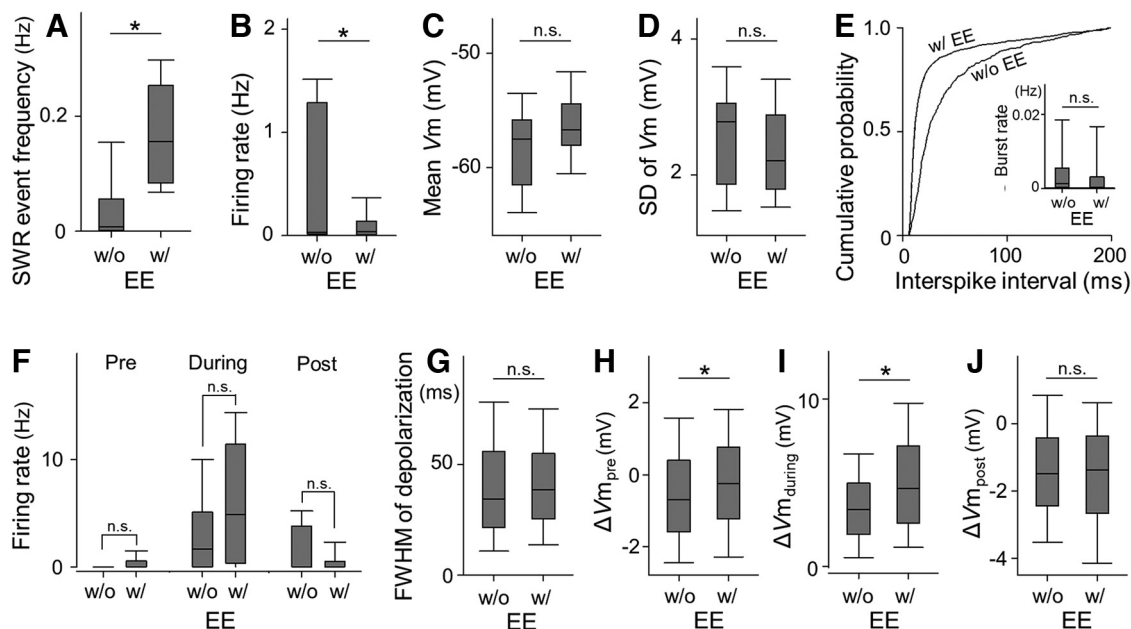 A
SWR event frequency (Hz)
0.2
0
*
w/o w/
EE
B
Firing rate (Hz)
2
1
0
*
w/o w/
EE
C
Mean Vm (mV)
-50
-60
n.s.
w/o w/
EE
D
SD of Vm (mV)
4
2
n.s.
w/o w/
EE
E
Cumulative probability
1.0
0.5
0
w/ EE
w/o EE
(Hz)
0.02
0
Burst rate
n.s.
w/o w/
EE
0 100 200
Interspike interval (ms)
F
Firing rate (Hz)
10
0
Pre During Post
n.s.
n.s.
n.s.
w/o w/ w/o w/ w/o w/
EE
G
FWHM of depolarization
(ms)
50
0
n.s.
w/o w/
EE
H
ΔVmpre (mV)
2
0
-2
*
w/o w/
EE
I
ΔVmduring (mV)
10
0
*
w/o w/
EE
J
ΔVmpost (mV)
0
-2
-4
n.s.
w/o w/
EE